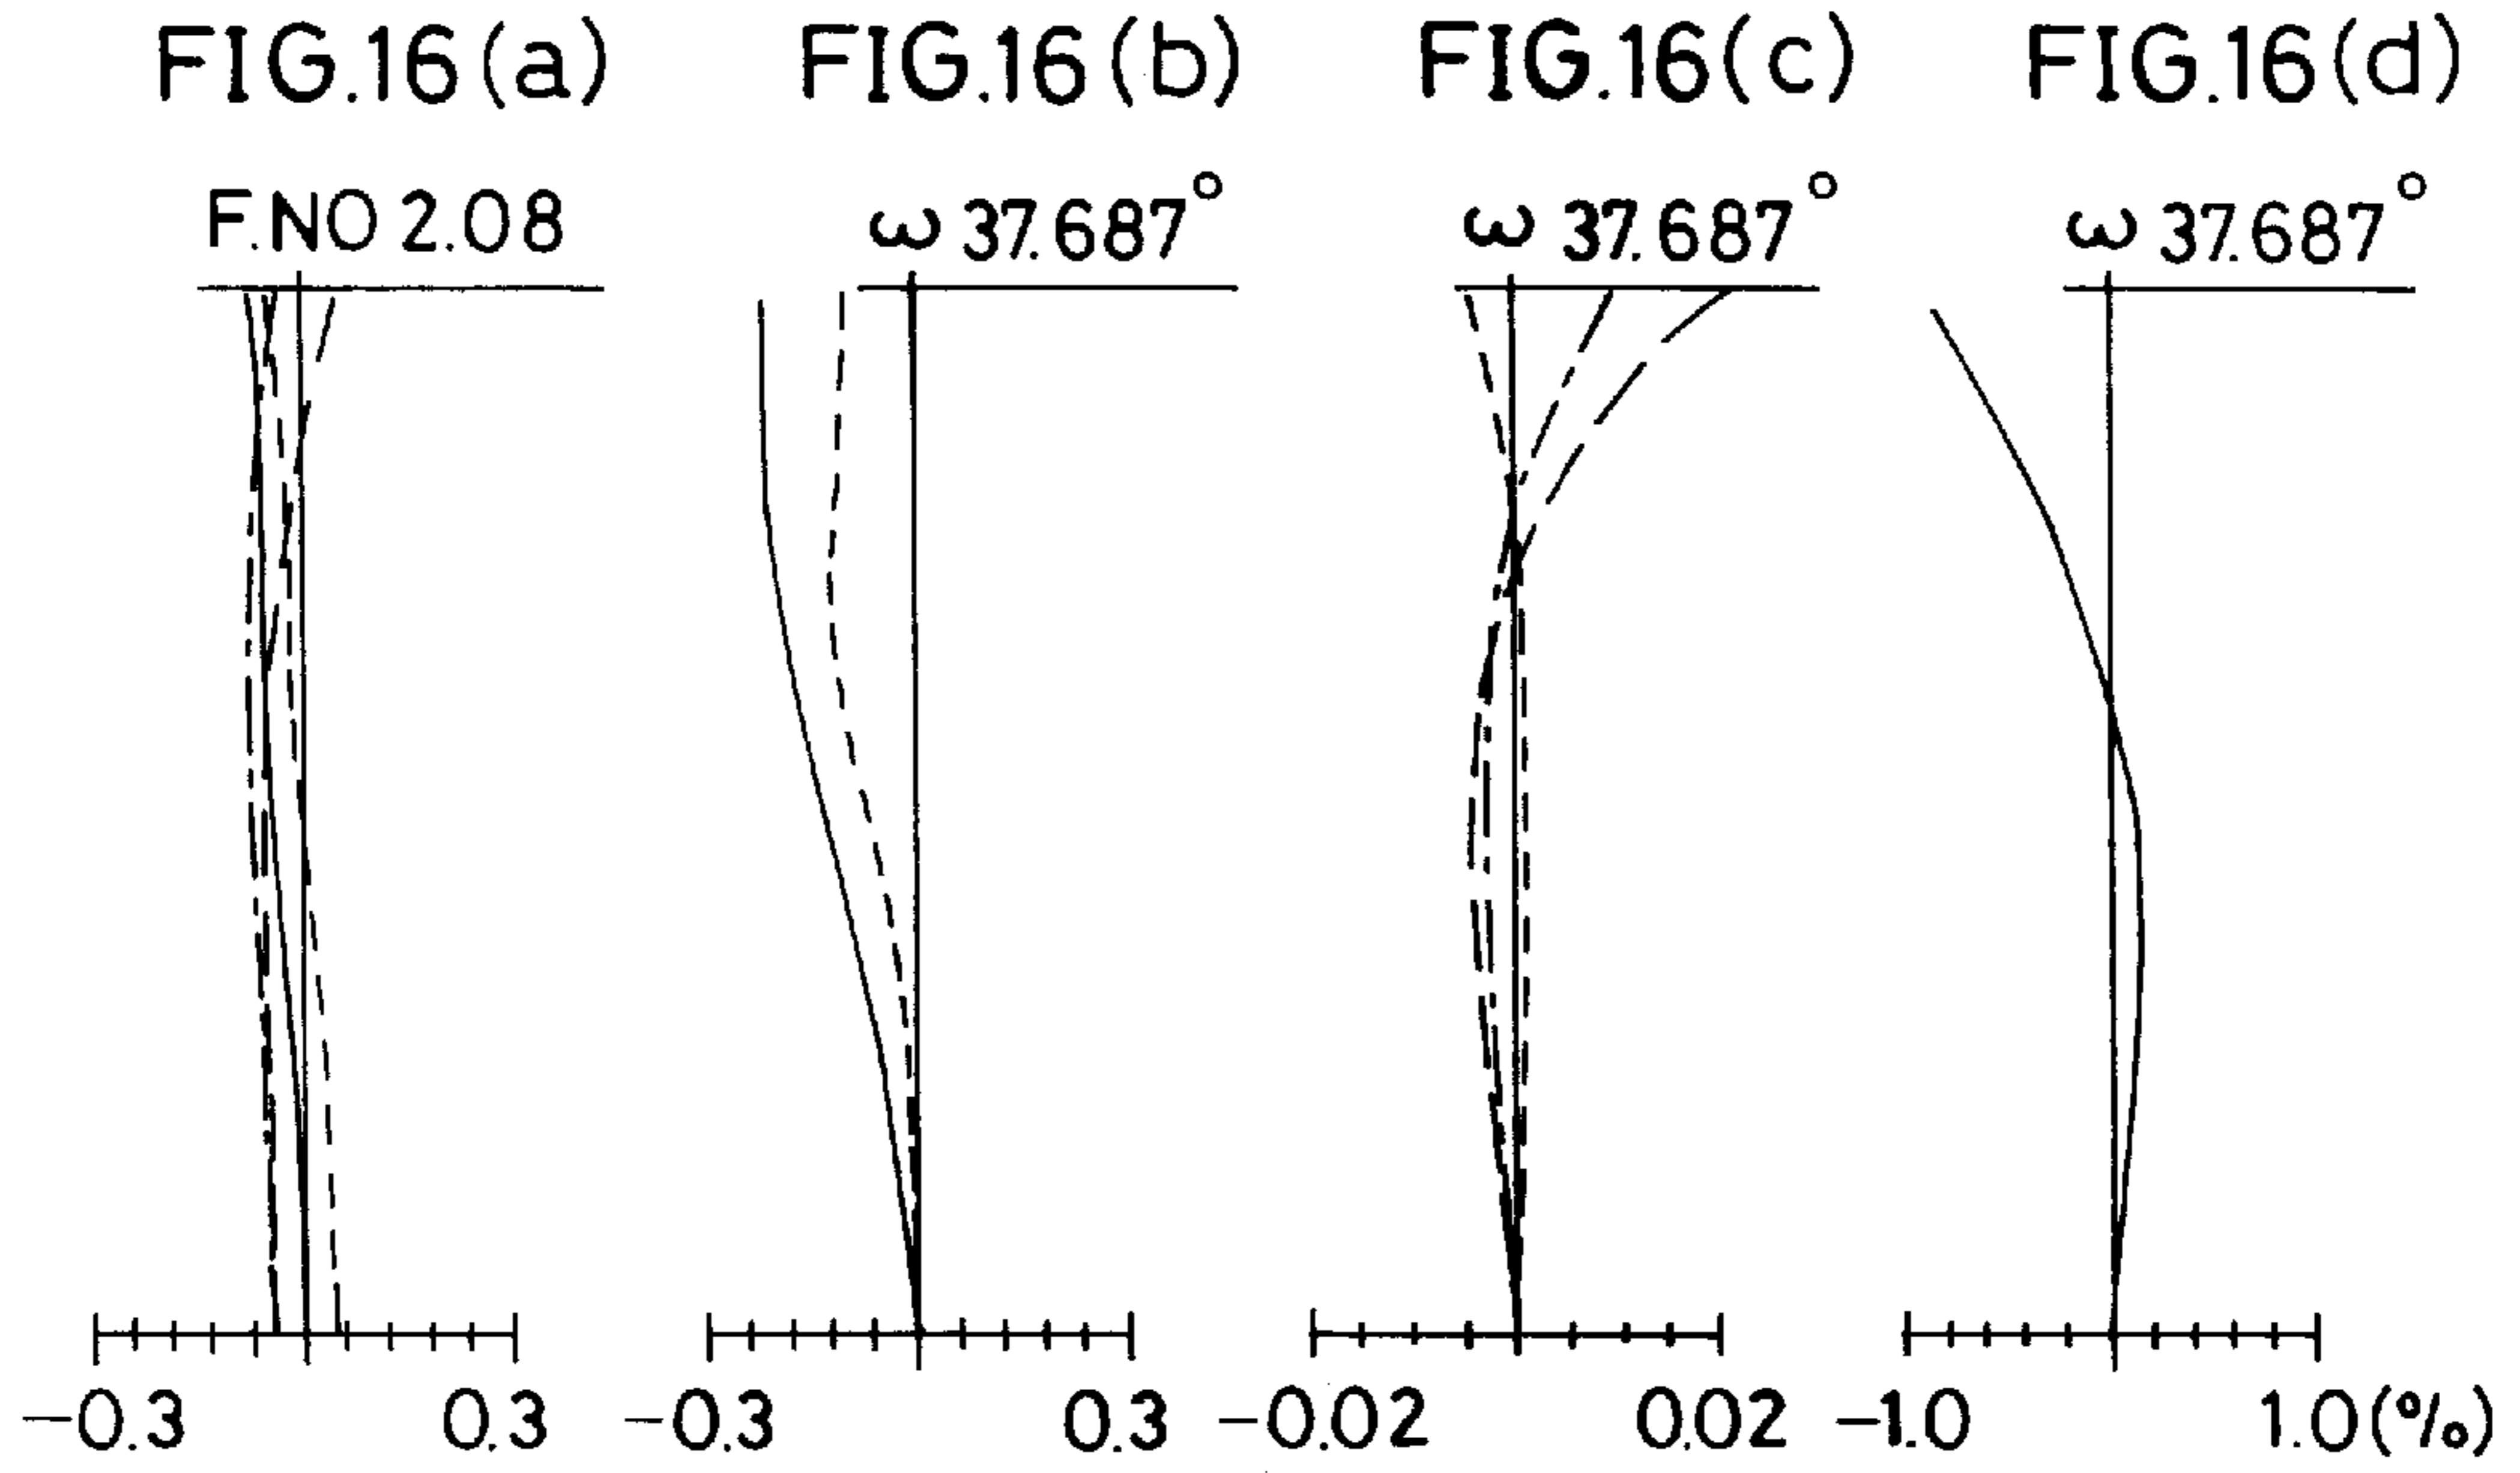 FIG.16(a) FIG.16(b) FIG.16(c) FIG.16(d)
F.NO 2.08 ω 37.687° ω 37.687° ω 37.687°
-0.3 0.3 -0.3 0.3 -0.02 0.02 -1.0 1.0(%)